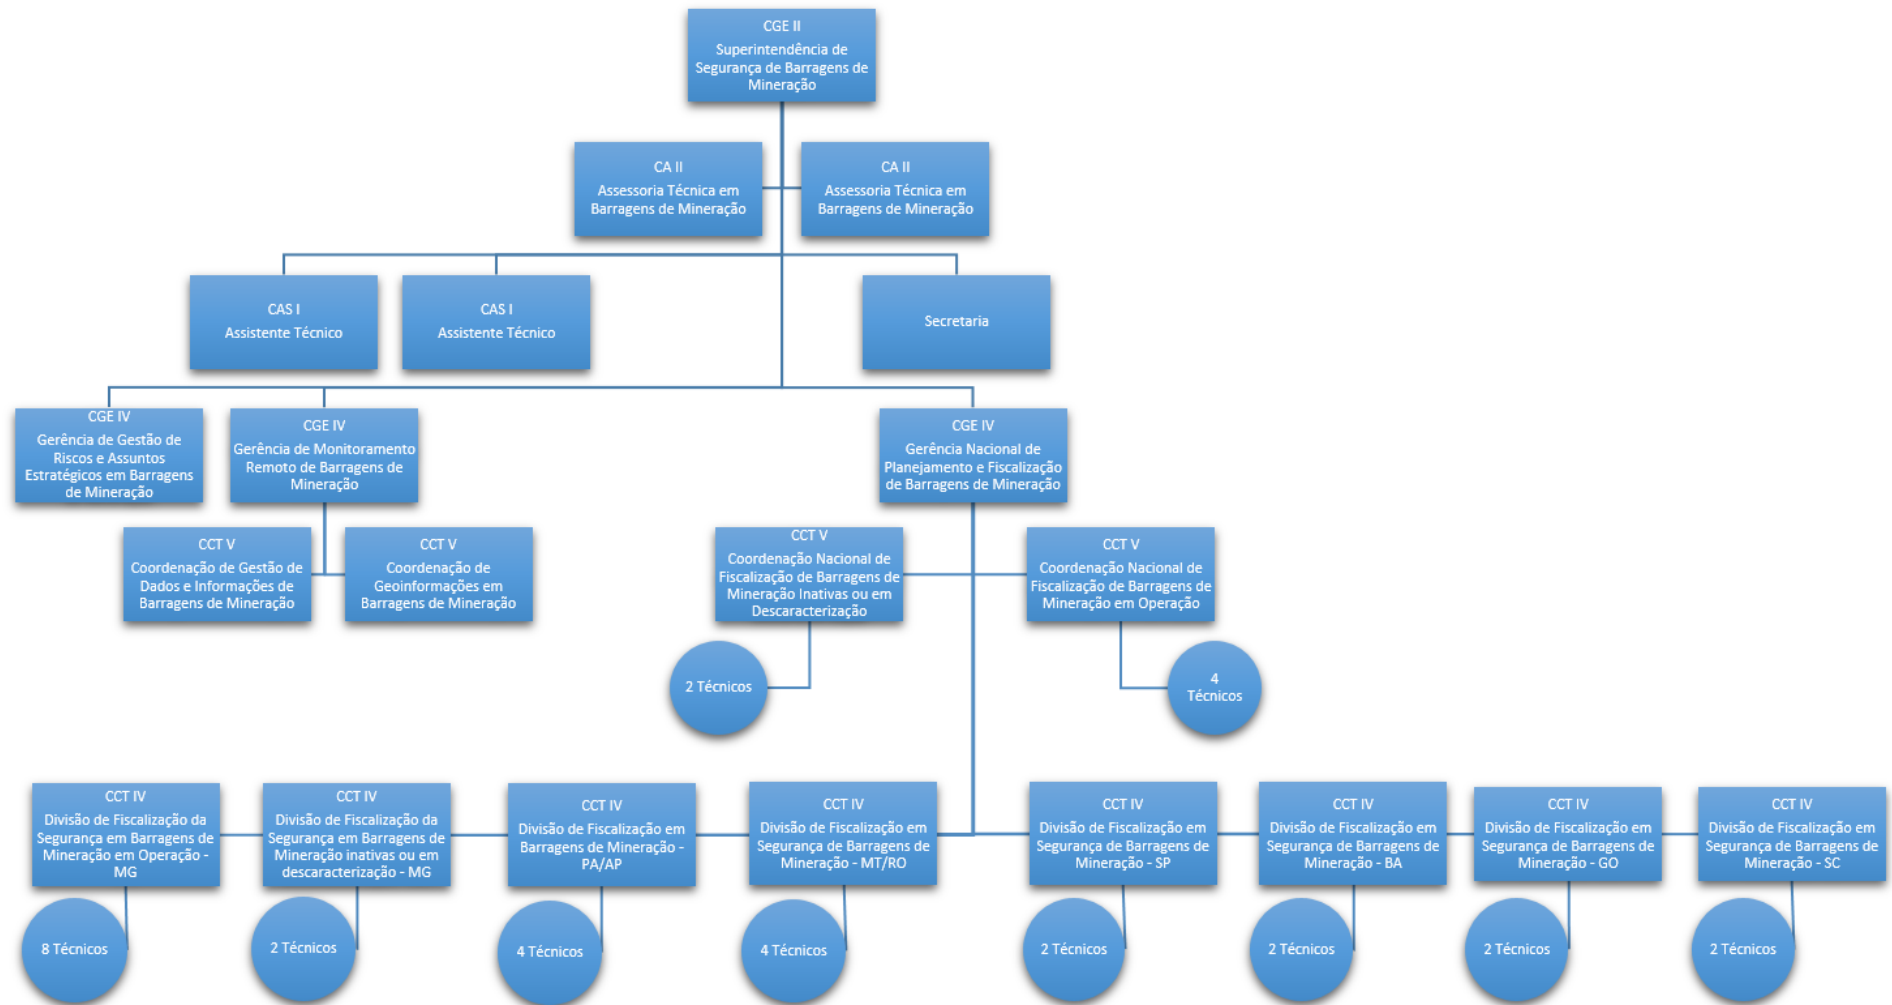 CGE II
Superintendência de
Segurança de Barragens de
Mineração
CA II
Assessoria Técnica em
Barragens de Mineração
CA II
Assessoria Técnica em
Barragens de Mineração
CAS I
Assistente Técnico
CAS I
Assistente Técnico
Secretaria
CGE IV
Gerência de Gestão de
Riscos e Assuntos
Estratégicos em Barragens
de Mineração
CGE IV
Gerência de Monitoramento
Remoto de Barragens de
Mineração
CGE IV
Gerência Nacional de
Planejamento e Fiscalização
de Barragens de Mineração
CCT V
Coordenação de Gestão de
Dados e Informações de
Barragens de Mineração
CCT V
Coordenação de
Geoinformações em
Barragens de Mineração
CCT V
Coordenação Nacional de
Fiscalização de Barragens de
Mineração Inativas ou em
Descaracterização
CCT V
Coordenação Nacional de
Fiscalização de Barragens de
Mineração em Operação
2 Técnicos
4
Técnicos
CCT IV
Divisão de Fiscalização da
Segurança em Barragens de
Mineração em Operação -
MG
CCT IV
Divisão de Fiscalização da
Segurança em Barragens de
Mineração inativas ou em
descaracterização - MG
CCT IV
Divisão de Fiscalização em
Barragens de Mineração -
PA/AP
CCT IV
Divisão de Fiscalização em
Segurança de Barragens de
Mineração - MT/RO
CCT IV
Divisão de Fiscalização em
Segurança de Barragens de
Mineração - SP
CCT IV
Divisão de Fiscalização em
Segurança de Barragens de
Mineração - BA
CCT IV
Divisão de Fiscalização em
Segurança de Barragens de
Mineração - GO
CCT IV
Divisão de Fiscalização em
Segurança de Barragens de
Mineração - SC
8 Técnicos
2 Técnicos
4 Técnicos
4 Técnicos
2 Técnicos
2 Técnicos
2 Técnicos
2 Técnicos